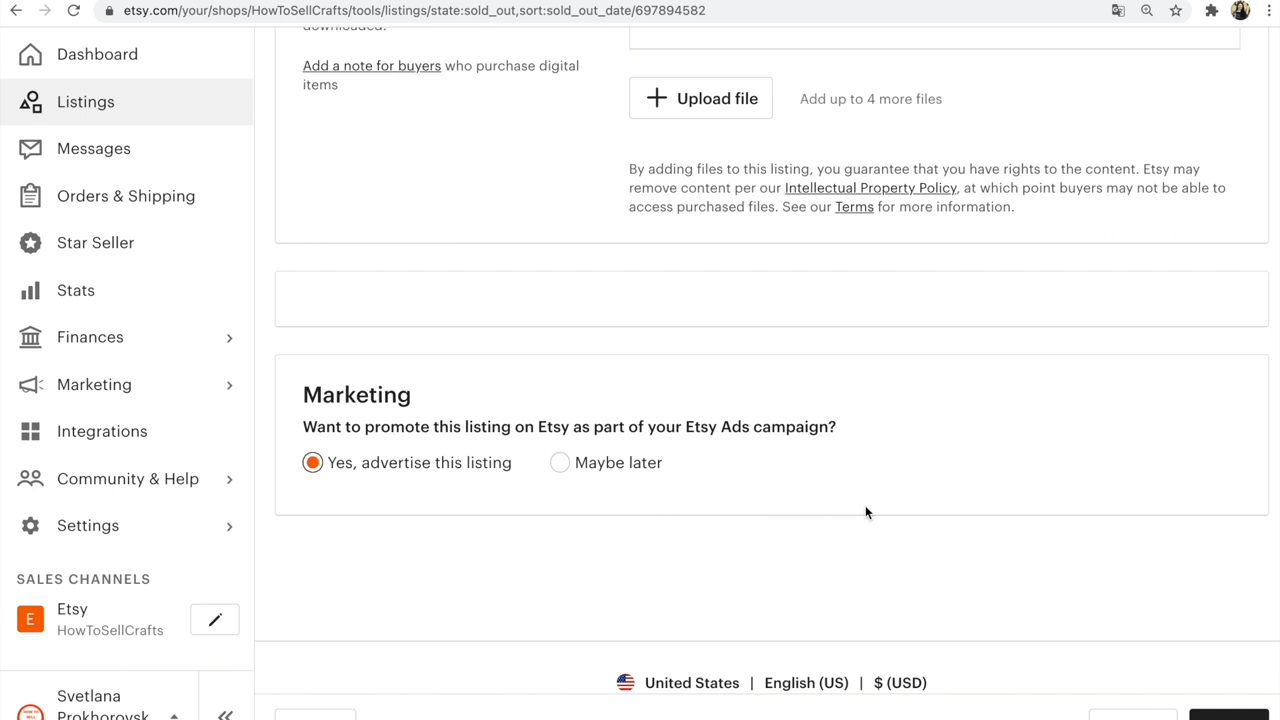 etsy.com/your/shops/HowToSellCrafts/tools/listings/state:sold_out,sort:sold_out_date/697894582
Dashboard
Listings
Messages
Orders & Shipping
Star Seller
Stats
Finances
Marketing
Integrations
Community & Help
Settings
SALES CHANNELS
E
Etsy
HowToSellCrafts
Svetlana
Prokhorovsk
downloaded.
Add a note for buyers who purchase digital
items
Upload file
Add up to 4 more files
By adding files to this listing, you guarantee that you have rights to the content. Etsy may
remove content per our Intellectual Property Policy, at which point buyers may not be able to
access purchased files. See our Terms for more information.
Marketing
Want to promote this listing on Etsy as part of your Etsy Ads campaign?
Yes, advertise this listing
Maybe later
United States | English (US) | $ (USD)